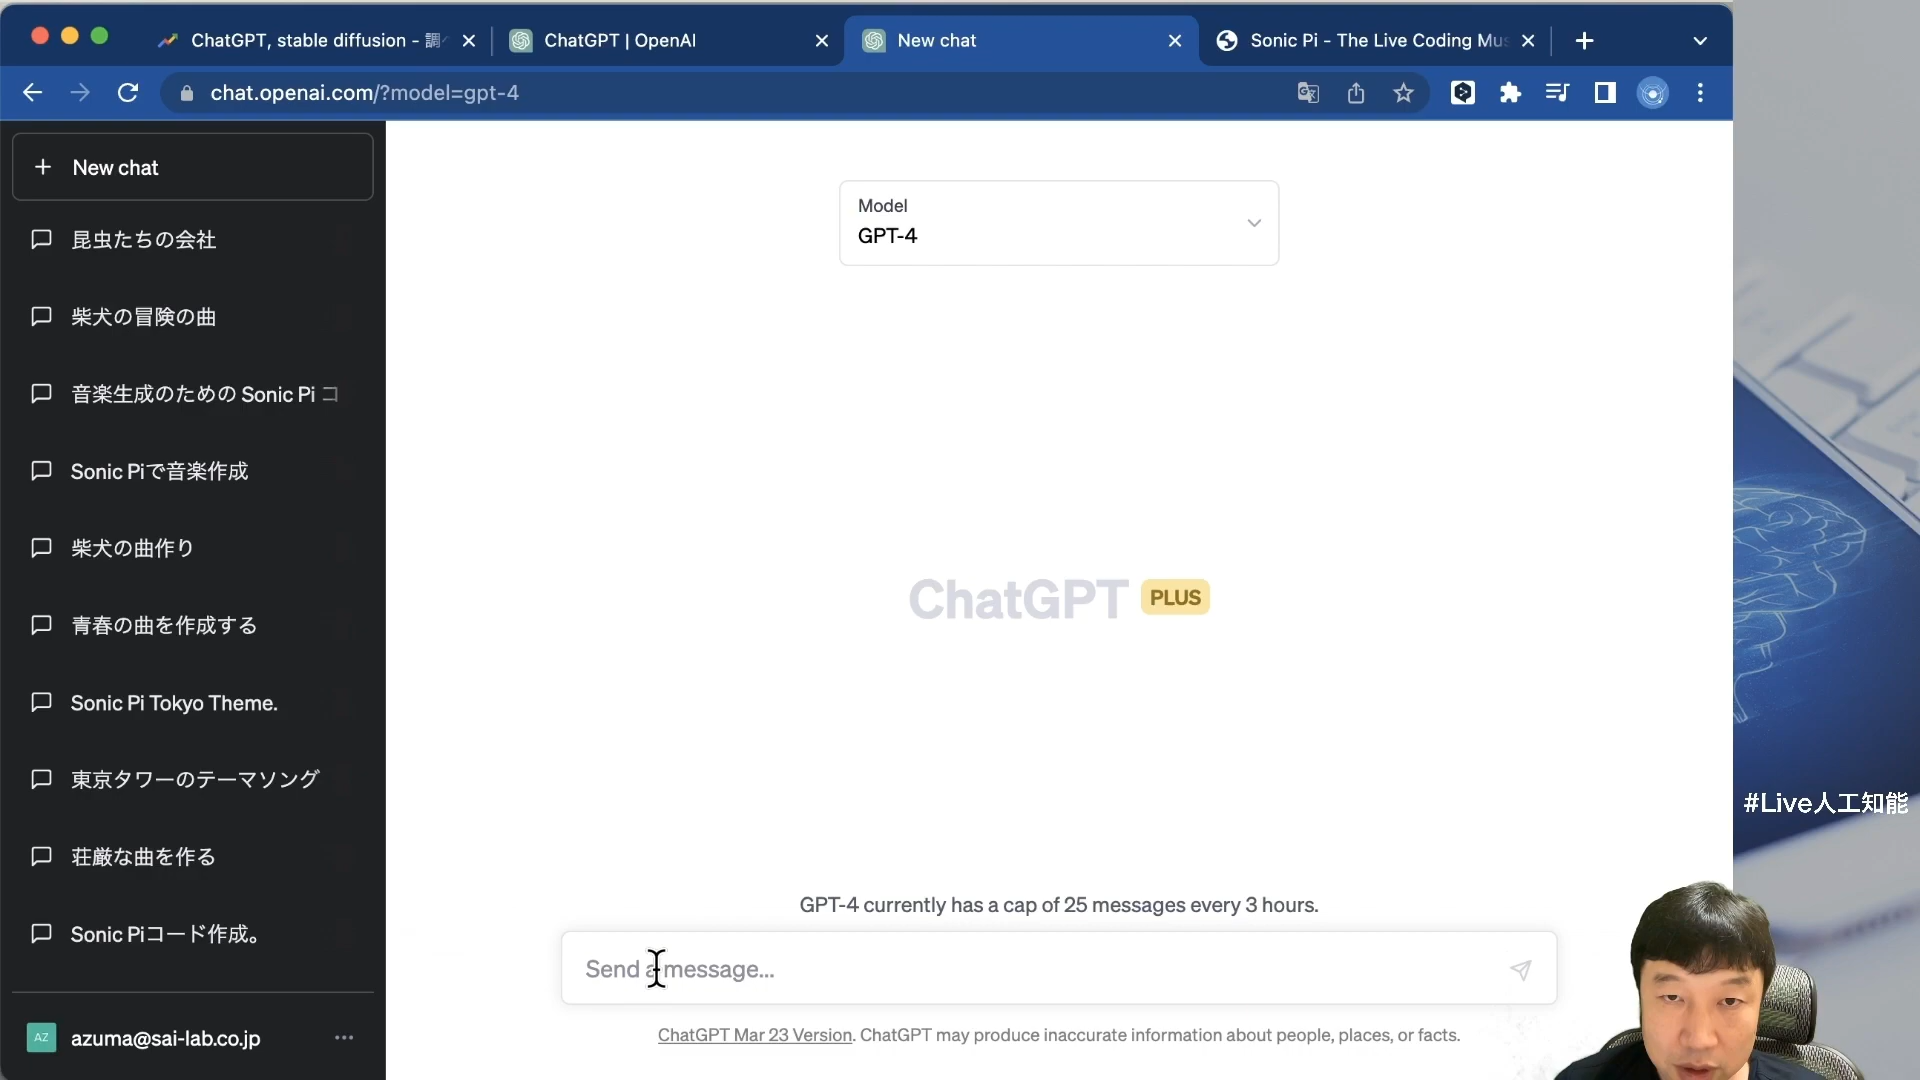 ChatGPT, stable diffusion - 調
ChatGPT | OpenAI
New chat
Sonic Pi - The Live Coding Mus
chat.openai.com/?model=gpt-4
New chat
昆虫たちの会社
柴犬の冒険の曲
音楽生成のための Sonic Pi コ
Sonic Piで音楽作成
柴犬の曲作り
青春の曲を作成する
Sonic Pi Tokyo Theme.
東京タワーのテーマソング
荘厳な曲を作る
Sonic Piコード作成。
AZ
azuma@sai-lab.co.jp
Model
GPT-4
ChatGPT PLUS
GPT-4 currently has a cap of 25 messages every 3 hours.
Send a message...
ChatGPT Mar 23 Version. ChatGPT may produce inaccurate information about people, places, or facts.
#Live人工知能